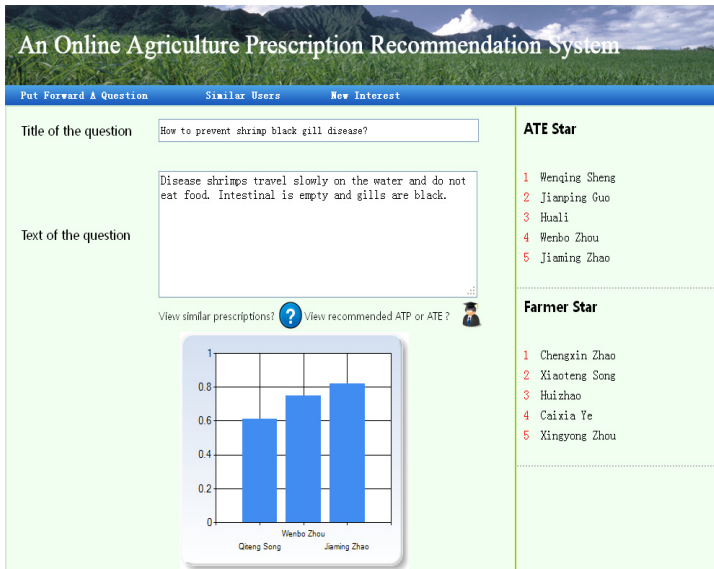 An Online Agriculture Prescription Recommendation System
Put Forward A Question Similar Users New Interest
Title of the question
How to prevent shrimp black gill disease?
Text of the question
Disease shrimps travel slowly on the water and do not
eat food. Intestinal is empty and gills are black.
View similar prescriptions? ? View recommended ATP or ATE ?
1
0.8
0.6
0.4
0.2
0
Wenbo Zhou
Qiteng Song Jiaming Zhao
ATE Star
1 Wenqing Sheng
2 Jianping Guo
3 Huali
4 Wenbo Zhou
5 Jiaming Zhao
Farmer Star
1 Chengxin Zhao
2 Xiaoteng Song
3 Huizhao
4 Caixia Ye
5 Xingyong Zhou